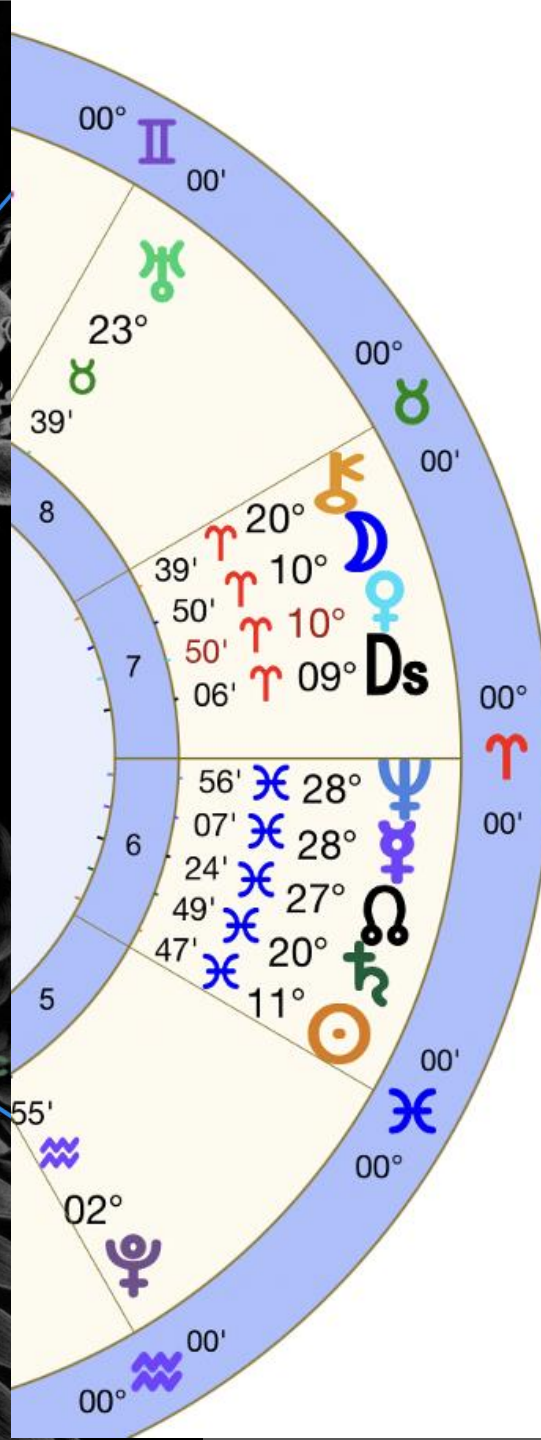 00° ♊ 00'
♅
23°
♉
39'
8
00° ♉ 00'
39' ♈ 20° ⚷
50' ♈ 10° ☽
50' ♈ 10° ♀
06' ♈ 09° Ds
7
00° ♈ 00'
56' ♓ 28° ♆
07' ♓ 28° ☿
24' ♓ 27° ☊
49' ♓ 20° ♄
47' ♓ 11° ☉
6
5
00' ♓ 00°
55'
♒
02°
♇
00' ♒ 00°